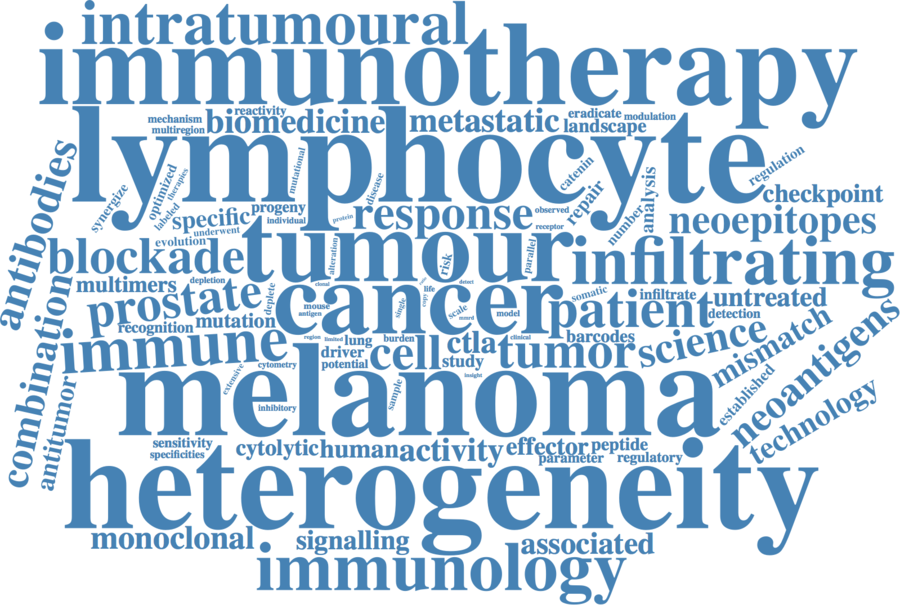 intratumoural
immunotherapy
mechanism
reactivity
multiregion
biomedicine
metastatic
eradicate
modulation
landscape
lymphocyte
antibodies
synergize
optimized
therapies
labeled
mutational
disease
catenin
repair
number
analysis
regulation
checkpoint
specific
progeny
individual
protein
underwent
evolution
response
observed
receptor
neoepitopes
blockade
tumour
alteration
risk
parallel
infiltrating
multimers
depletion
clonal
deplete
prostate
cancer
life
detect
single
scale
somatic
infiltrate
untreated
mouse
antigen
model
patient
detection
combination
recognition
mutation
region
limited
lung
burden
clinical
barcodes
science
mismatch
immune
driver
potential
cell
ctla
study
tumor
insight
neoantigens
established
technology
antitumor
extensive
cytometry
inhibitory
sample
melanoma
sensitivity
specificities
cytolytic
human
activity
effector
peptide
parameter
regulatory
heterogeneity
monoclonal
signalling
associated
immunology